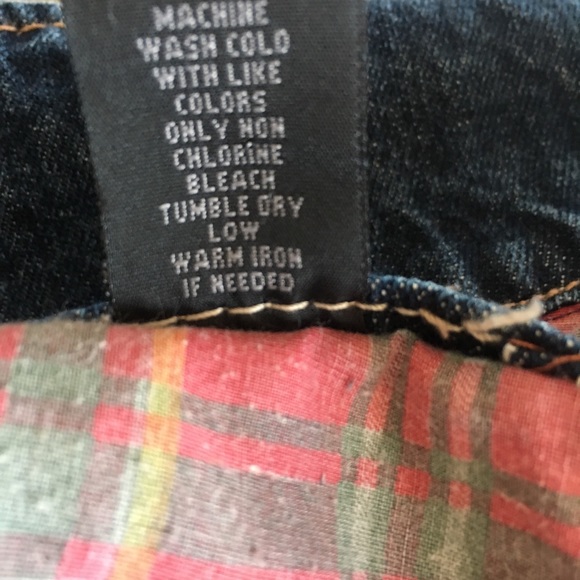 MACHINE
WASH COLD
WITH LIKE
COLORS
ONLY NON
CHLORINE
BLEACH
TUMBLE DRY
LOW
WARM IRON
IF NEEDED